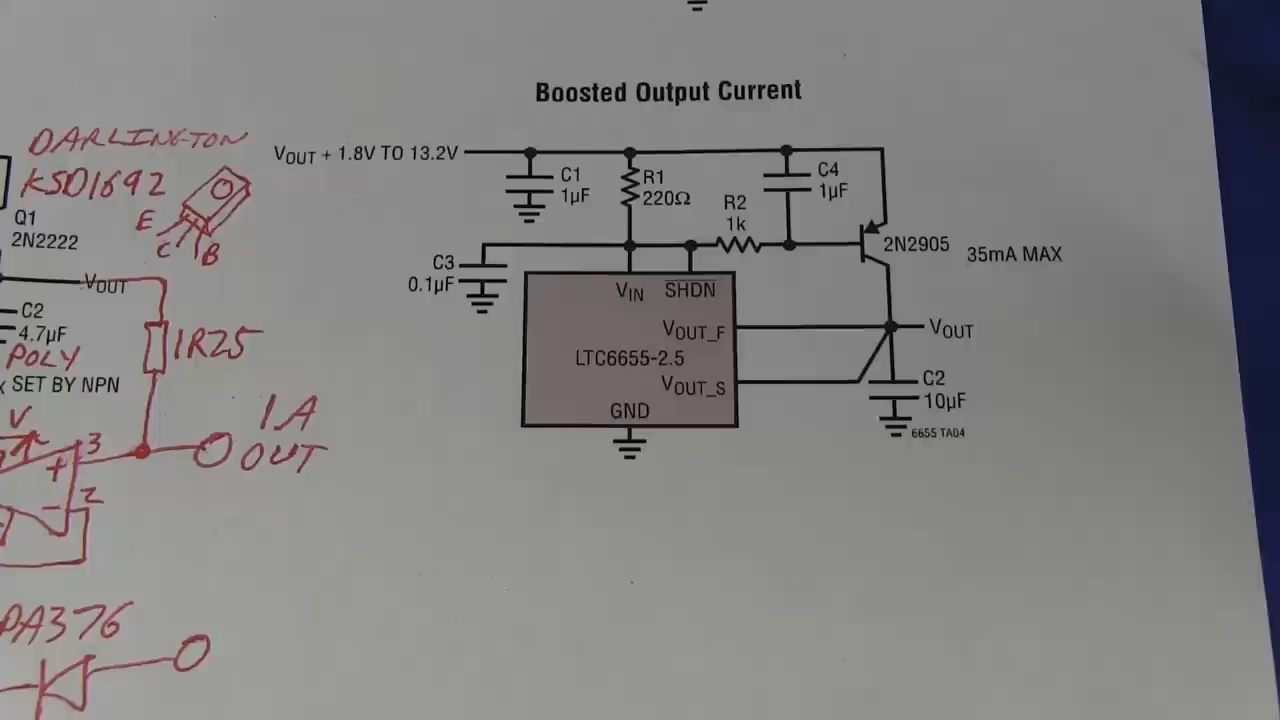 Boosted Output Current
DARLINGTON
KSD1692
E
C
B
Q1
2N2222
VOUT
C2
4.7µF
POLY
SET BY NPN
1R25
V
1A
OUT
3
+
2
-
PA376
VOUT + 1.8V TO 13.2V
C1
1µF
R1
220Ω
C4
1µF
R2
1k
2N2905
35mA MAX
C3
0.1µF
VIN
SHDN
VOUT_F
LTC6655-2.5
VOUT_S
GND
VOUT
C2
10µF
6655 TA04